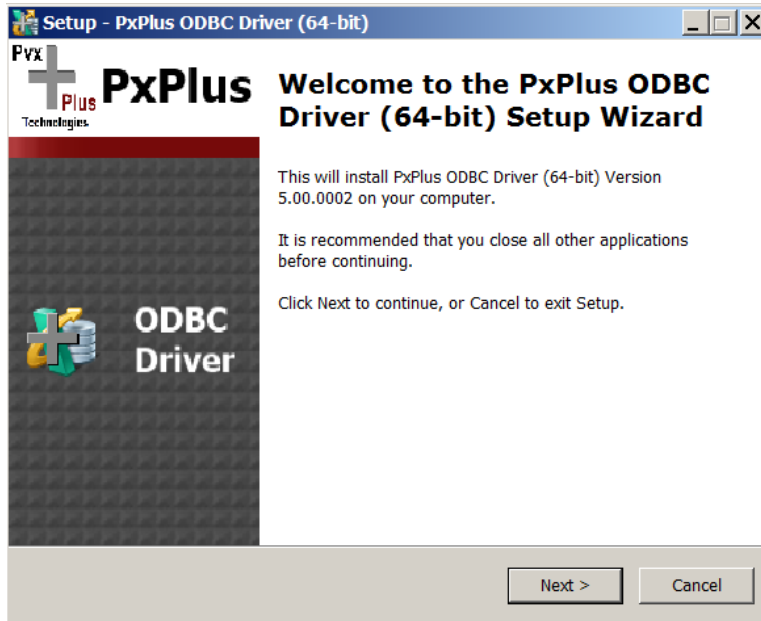 Setup - PxPlus ODBC Driver (64-bit)
Pvx
Plus
Technologies
PxPlus
Welcome to the PxPlus ODBC
Driver (64-bit) Setup Wizard
This will install PxPlus ODBC Driver (64-bit) Version
5.00.0002 on your computer.
It is recommended that you close all other applications
before continuing.
Click Next to continue, or Cancel to exit Setup.
ODBC
Driver
Next >
Cancel